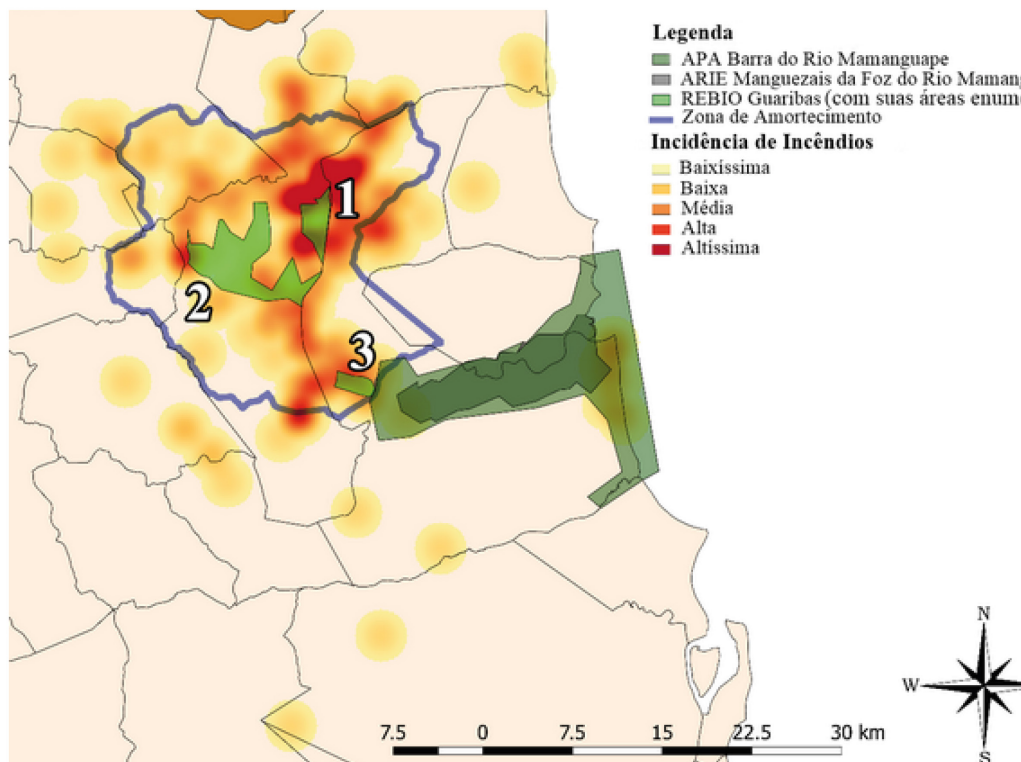 Legenda
APA Barra do Rio Mamanguape
ARIE Manguezais da Foz do Rio Mamang
REBIO Guaribas (com suas áreas enum
Zona de Amortecimento
Incidência de Incêndios
Baixíssima
Baixa
Média
Alta
Altíssima
1
2
3
N
W
S
7.5 0 7.5 15 22.5 30 km